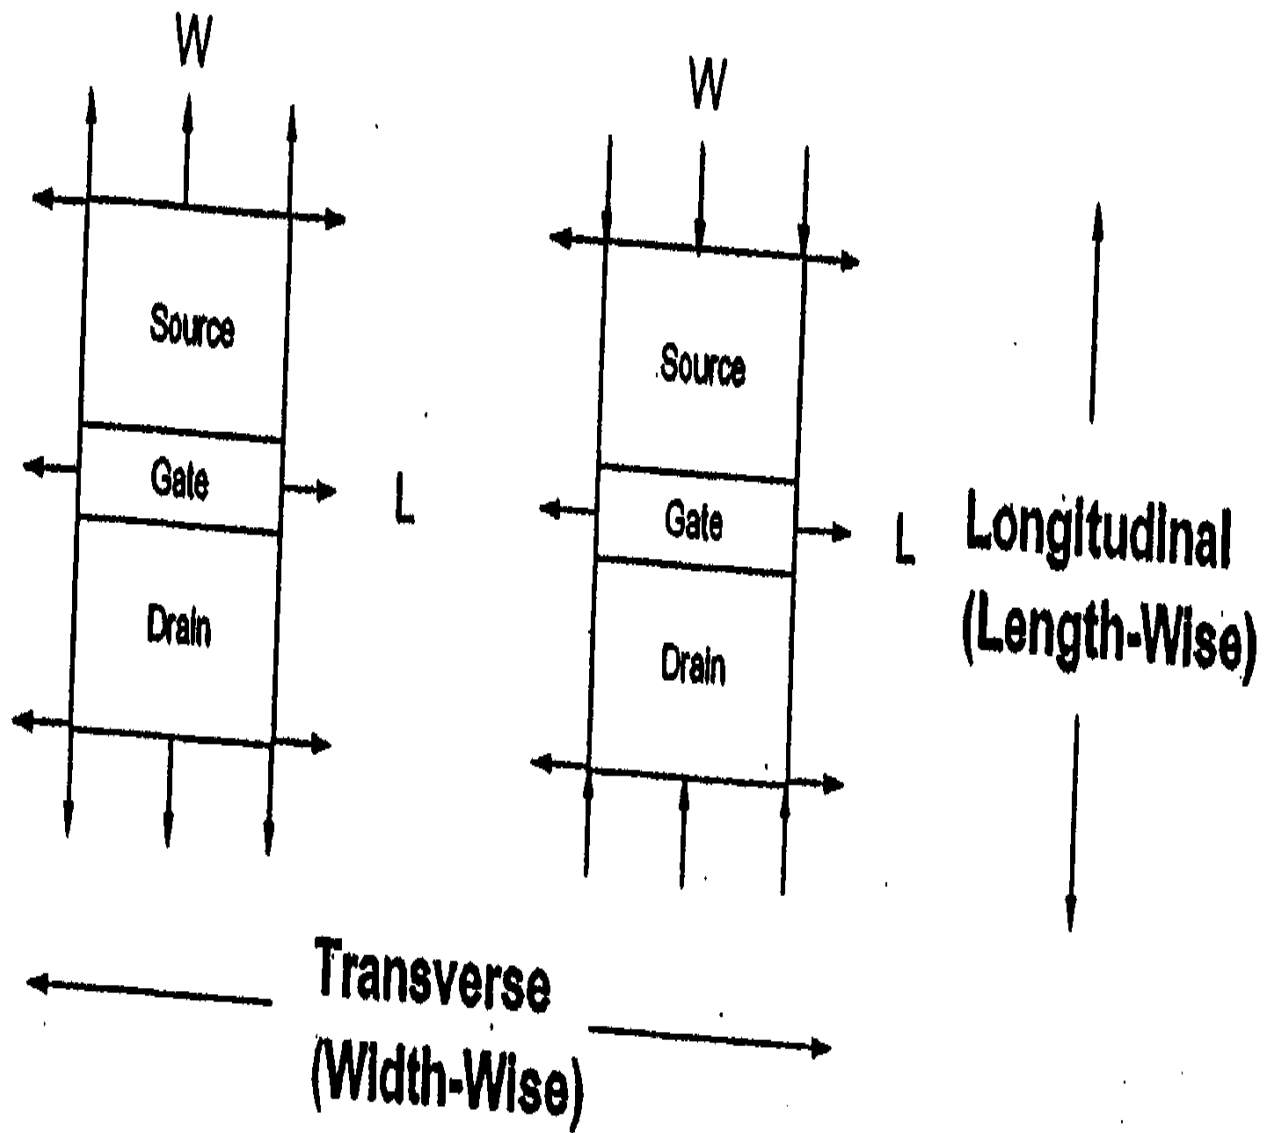 W
Source
Gate
L
Drain
W
Source
Gate
L
Drain
Longitudinal
(Length-Wise)
Transverse
(Width-Wise)